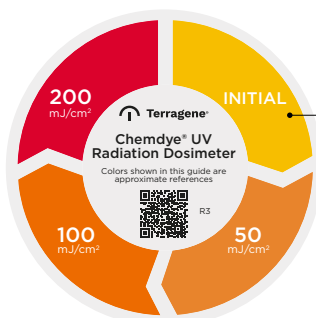 200
mJ/cm²
INITIAL
Terragene®
Chemdye® UV
Radiation Dosimeter
Colors shown in this guide are
approximate references
R3
100
mJ/cm²
50
mJ/cm²